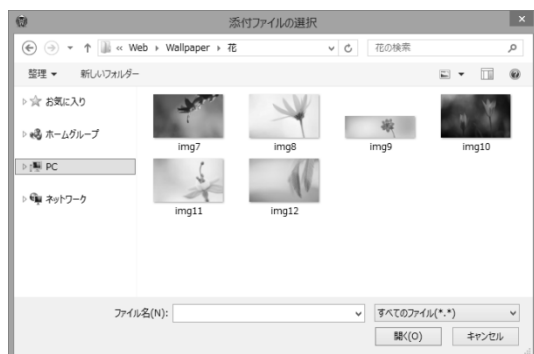 添付ファイルの選択
« Web ▸ Wallpaper ▸ 花
花の検索
整理 ▼ 新しいフォルダー
お気に入り
ホームグループ
PC
ネットワーク
img7 img8 img9 img10
img11 img12
ファイル名(N):
すべてのファイル(*.*)
開く(O) キャンセル